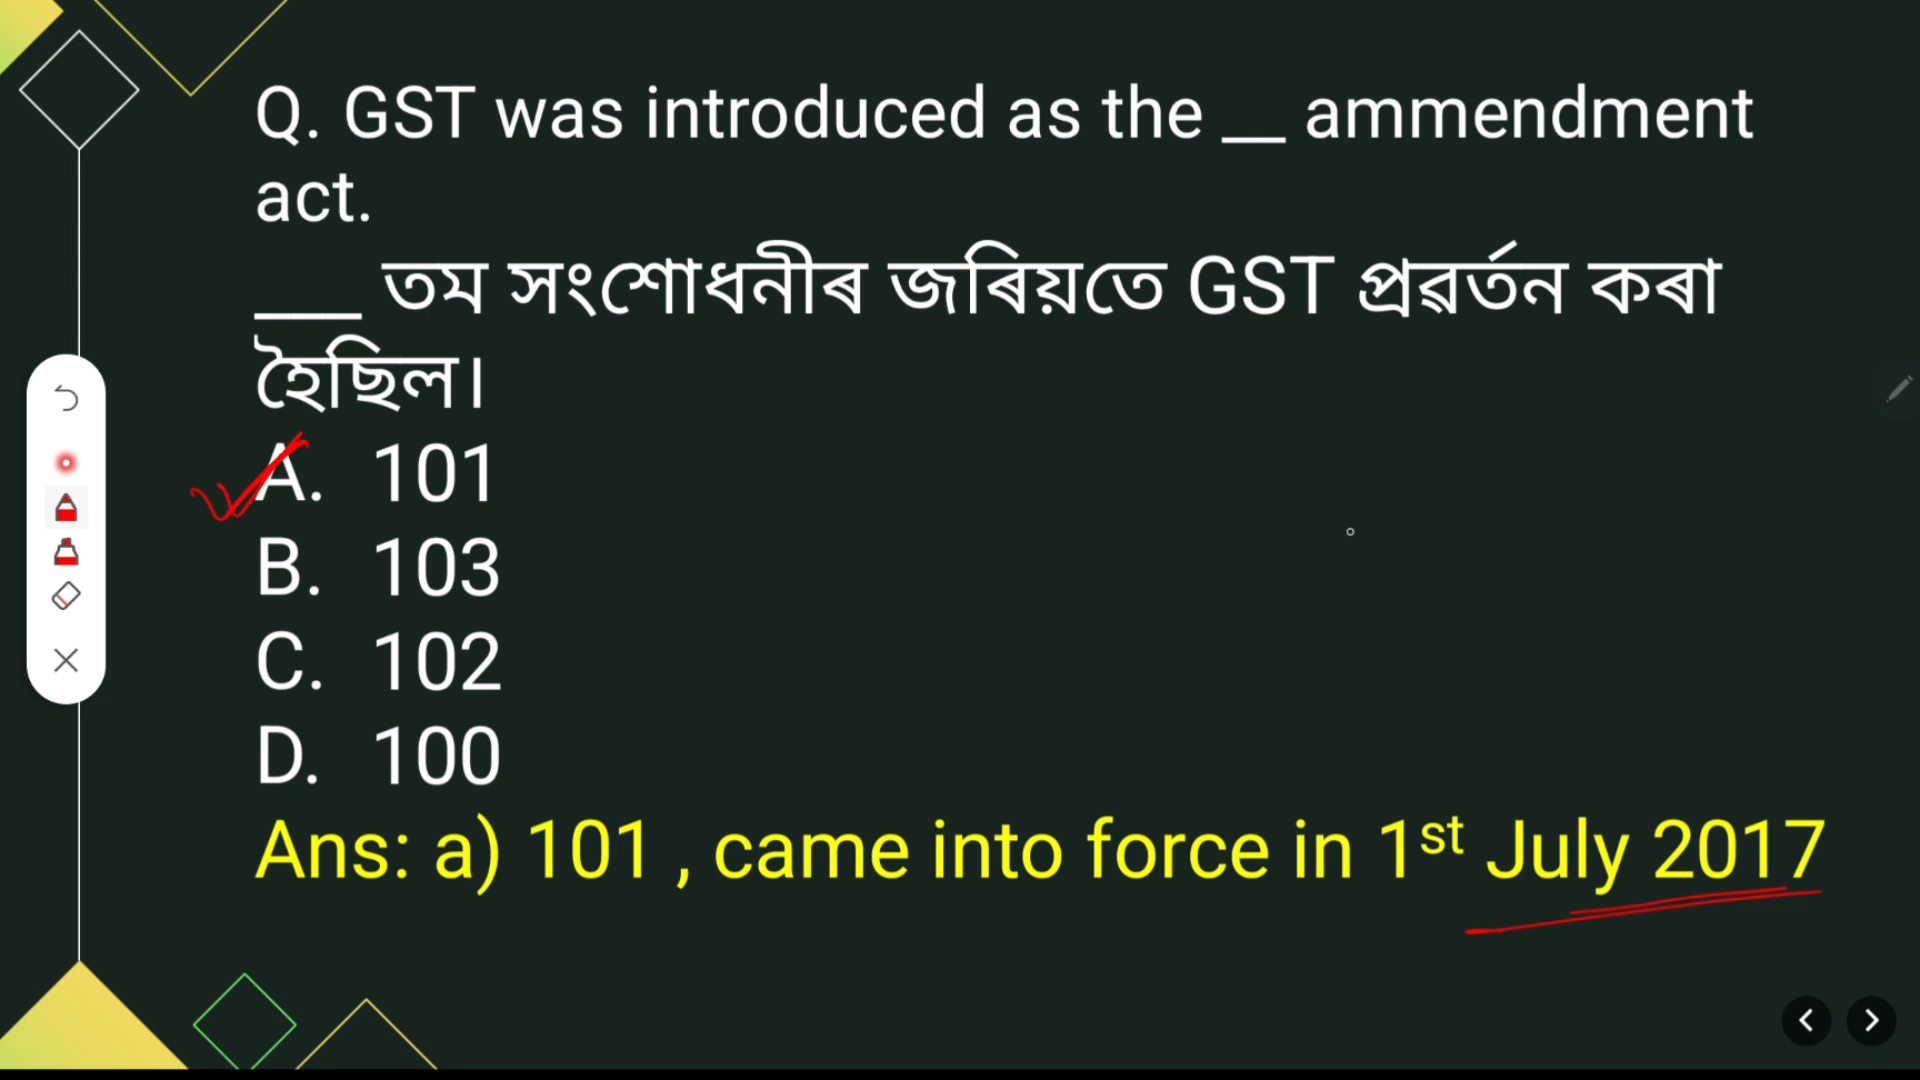 Q. GST was introduced as the __ ammendment
act.
___ তম সংশোধনীৰ জৰিয়তে GST প্ৰৱৰ্তন কৰা
হৈছিল।
A. 101
B. 103
C. 102
D. 100
Ans: a) 101 , came into force in 1st July 2017